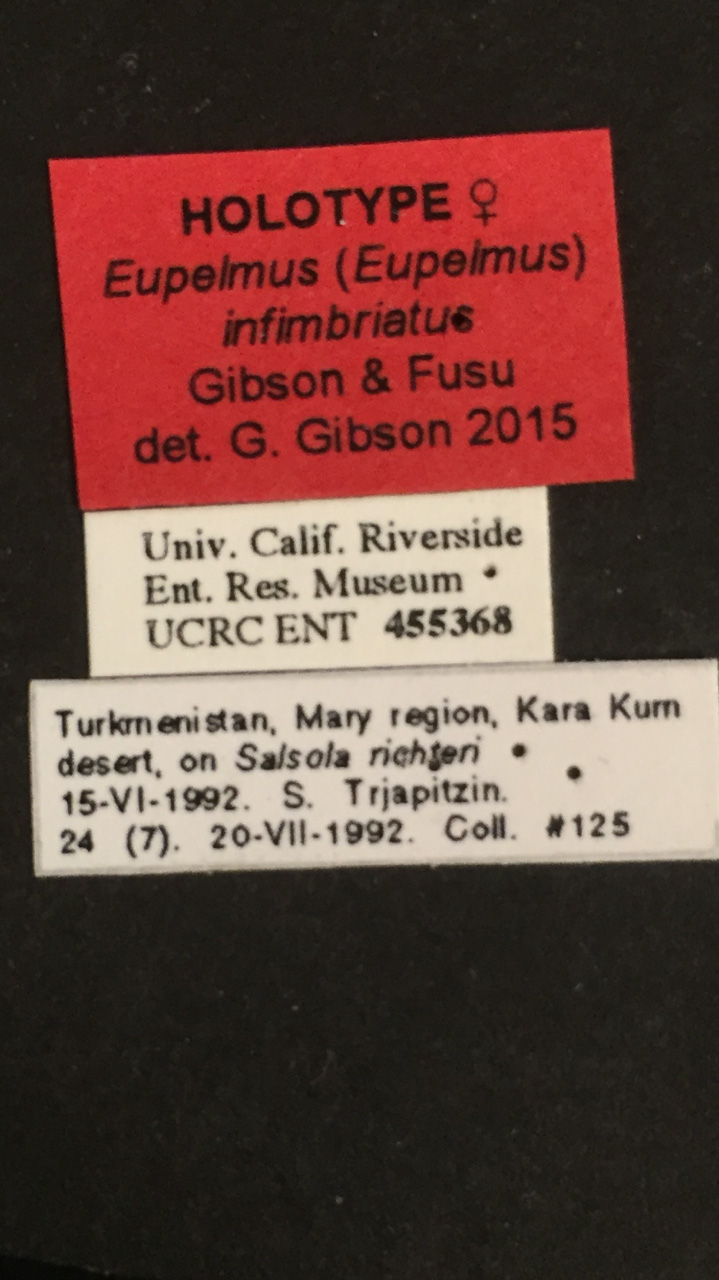 HOLOTYPE ♀
Eupelmus (Eupelmus)
infimbriatus
Gibson & Fusu
det. G. Gibson 2015
Univ. Calif. Riverside
Ent. Res. Museum
UCRC ENT 455368
Turkmenistan, Mary region, Kara Kum
desert, on Salsola richteri
15-VI-1992. S. Trjapitzin.
24 (7). 20-VII-1992. Coll. #125